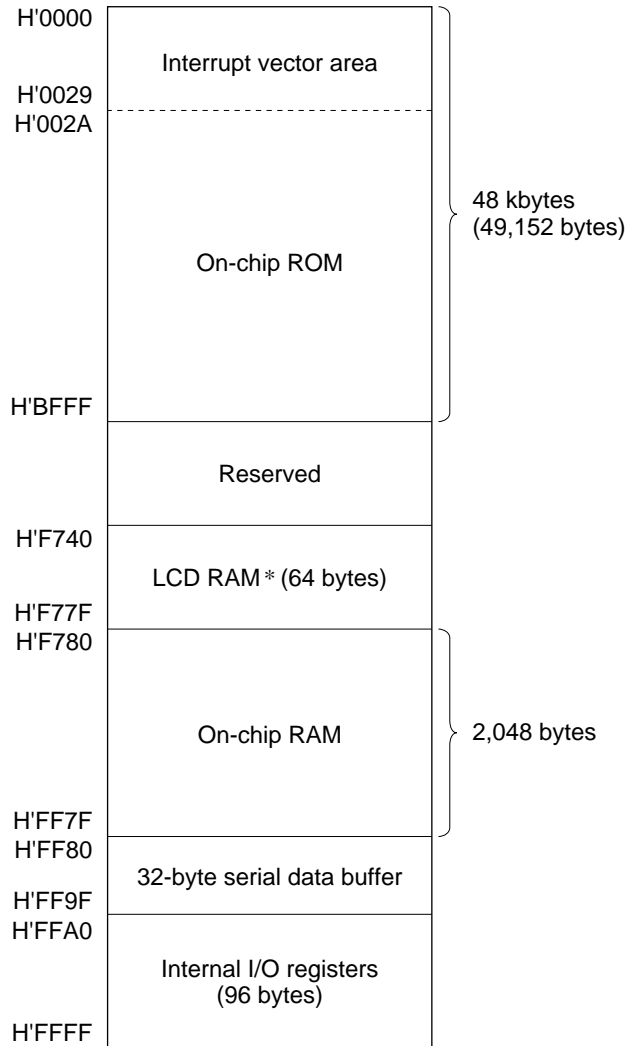 H'0000
Interrupt vector area
H'0029
H'002A
48 kbytes
(49,152 bytes)
On-chip ROM
H'BFFF
Reserved
H'F740
LCD RAM* (64 bytes)
H'F77F
H'F780
On-chip RAM
2,048 bytes
H'FF7F
H'FF80
32-byte serial data buffer
H'FF9F
H'FFA0
Internal I/O registers
(96 bytes)
H'FFFF